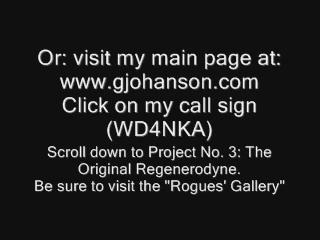 Or: visit my main page at:
www.gjohanson.com
Click on my call sign
(WD4NKA)
Scroll down to Project No. 3: The
Original Regenerodyne.
Be sure to visit the "Rogues' Gallery"